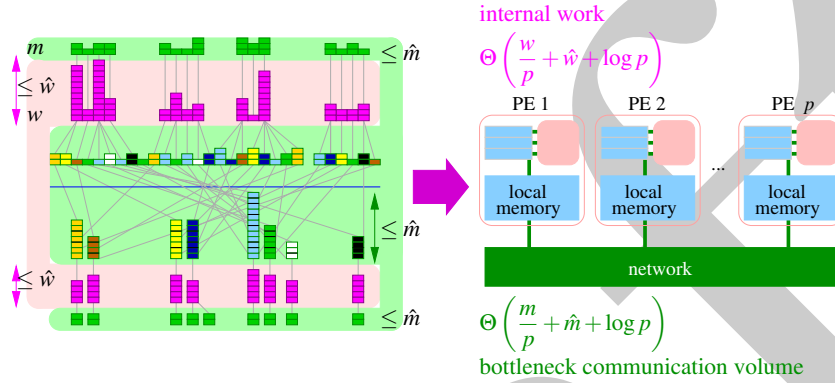 m
≤ m̂
≤ ŵ
w
≤ m̂
≤ ŵ
≤ m̂
internal work
Θ(w/p + ŵ + log p)
PE 1 PE 2 PE p
...
local memory local memory local memory
network
Θ(m/p + m̂ + log p)
bottleneck communication volume